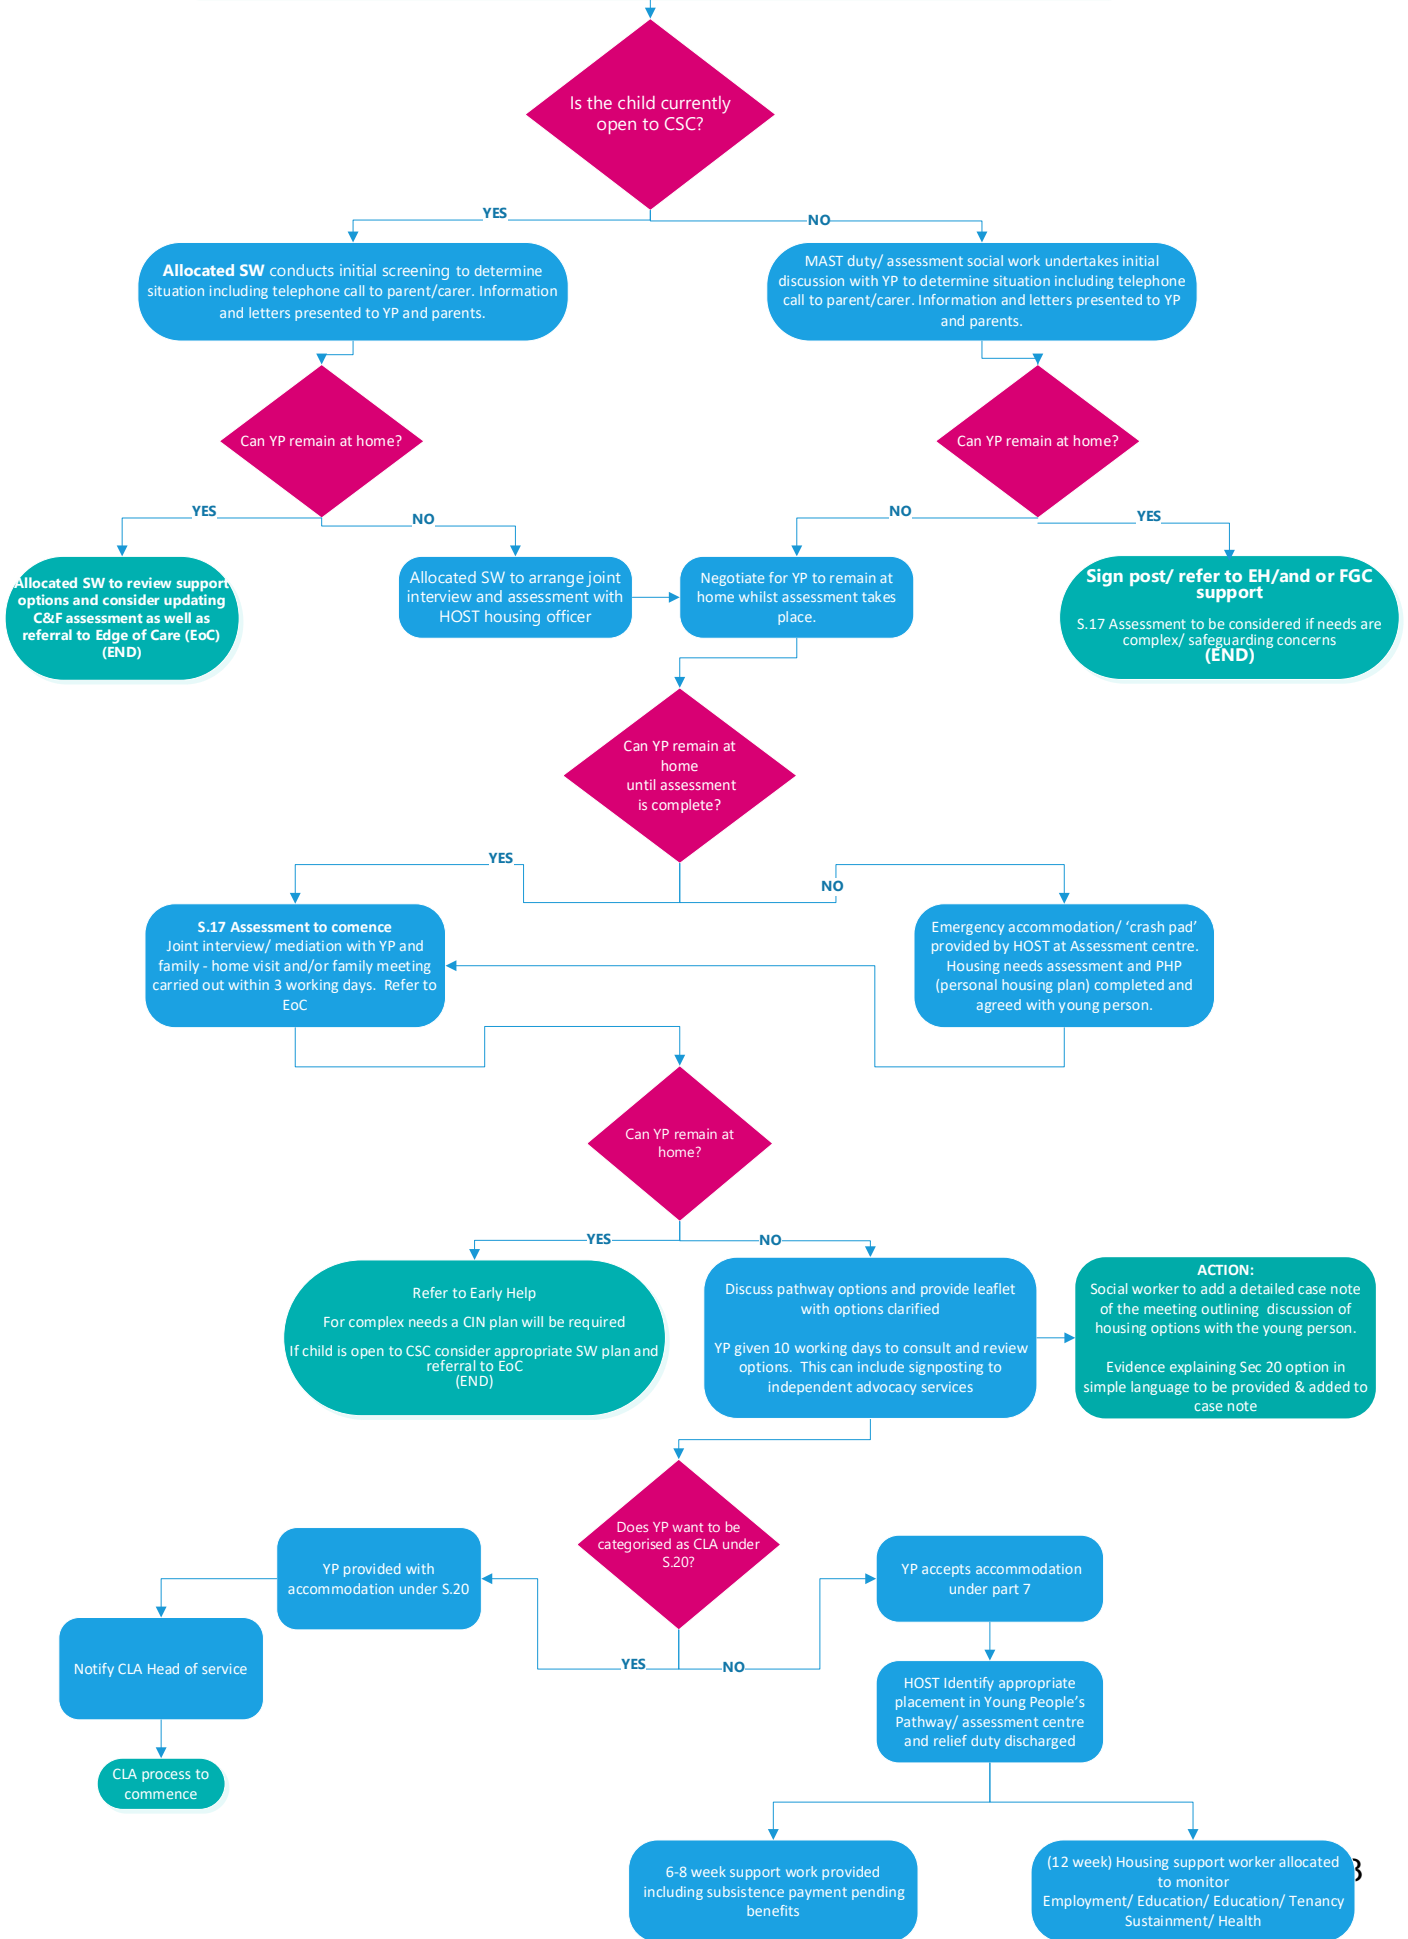 Is the child currently
open to CSC?
YES
NO
Allocated SW conducts initial screening to determine
situation including telephone call to parent/carer. Information
and letters presented to YP and parents.
MAST duty/ assessment social work undertakes initial
discussion with YP to determine situation including telephone
call to parent/carer. Information and letters presented to YP
and parents.
Can YP remain at home?
Can YP remain at home?
YES
NO
NO
YES
Allocated SW to review support
options and consider updating
C&F assessment as well as
referral to Edge of Care (EoC)
(END)
Allocated SW to arrange joint
interview and assessment with
HOST housing officer
Negotiate for YP to remain at
home whilst assessment takes
place.
Sign post/ refer to EH/and or FGC
support
S.17 Assessment to be considered if needs are
complex/ safeguarding concerns
(END)
Can YP remain at
home
until assessment
is complete?
YES
NO
S.17 Assessment to comence
Joint interview/ mediation with YP and
family - home visit and/or family meeting
carried out within 3 working days.  Refer to
EoC
Emergency accommodation/ ‘crash pad’
provided by HOST at Assessment centre.
Housing needs assessment and PHP
(personal housing plan) completed and
agreed with young person.
Can YP remain at
home?
YES
NO
Refer to Early Help
For complex needs a CIN plan will be required
If child is open to CSC consider appropriate SW plan and
referral to EoC
(END)
Discuss pathway options and provide leaflet
with options clarified
YP given 10 working days to consult and review
options.  This can include signposting to
independent advocacy services
ACTION:
Social worker to add a detailed case note
of the meeting outlining  discussion of
housing options with the young person.
Evidence explaining Sec 20 option in
simple language to be provided & added to
case note
Does YP want to be
categorised as CLA under
S.20?
YP provided with
accommodation under S.20
YP accepts accommodation
under part 7
YES
NO
Notify CLA Head of service
HOST Identify appropriate
placement in Young People’s
Pathway/ assessment centre
and relief duty discharged
CLA process to
commence
6-8 week support work provided
including subsistence payment pending
benefits
(12 week) Housing support worker allocated
to monitor
Employment/ Education/ Education/ Tenancy
Sustainment/ Health